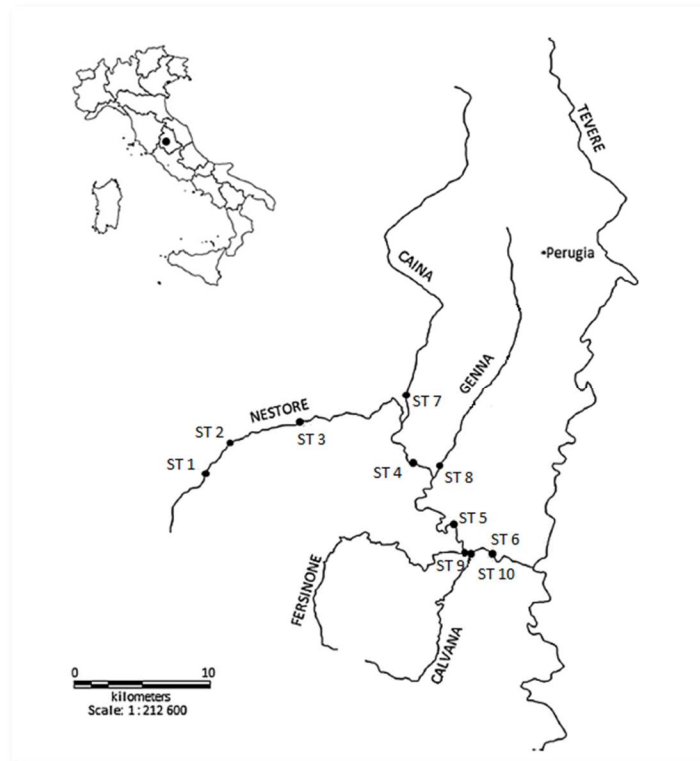 TEVERE
Perugia
CAINA
GENNA
ST 7
NESTORE
ST 2
ST 3
ST 1
ST 4
ST 8
ST 5
ST 6
ST 9
ST 10
FERSINONE
CALVANA
0 10
kilometers
Scale: 1:212 600